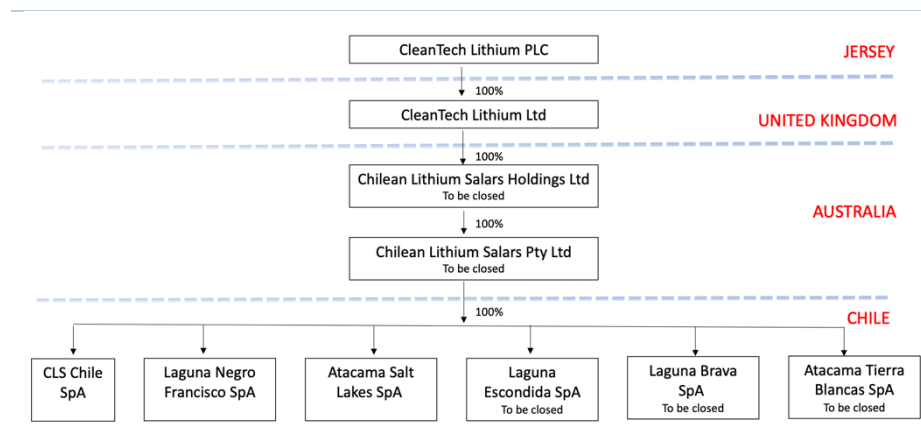 CleanTech Lithium PLC
JERSEY
100%
CleanTech Lithium Ltd
UNITED KINGDOM
100%
Chilean Lithium Salars Holdings Ltd
To be closed
AUSTRALIA
100%
Chilean Lithium Salars Pty Ltd
To be closed
100%
CHILE
CLS Chile
SpA
Laguna Negro
Francisco SpA
Atacama Salt
Lakes SpA
Laguna
Escondida SpA
To be closed
Laguna Brava
SpA
To be closed
Atacama Tierra
Blancas SpA
To be closed